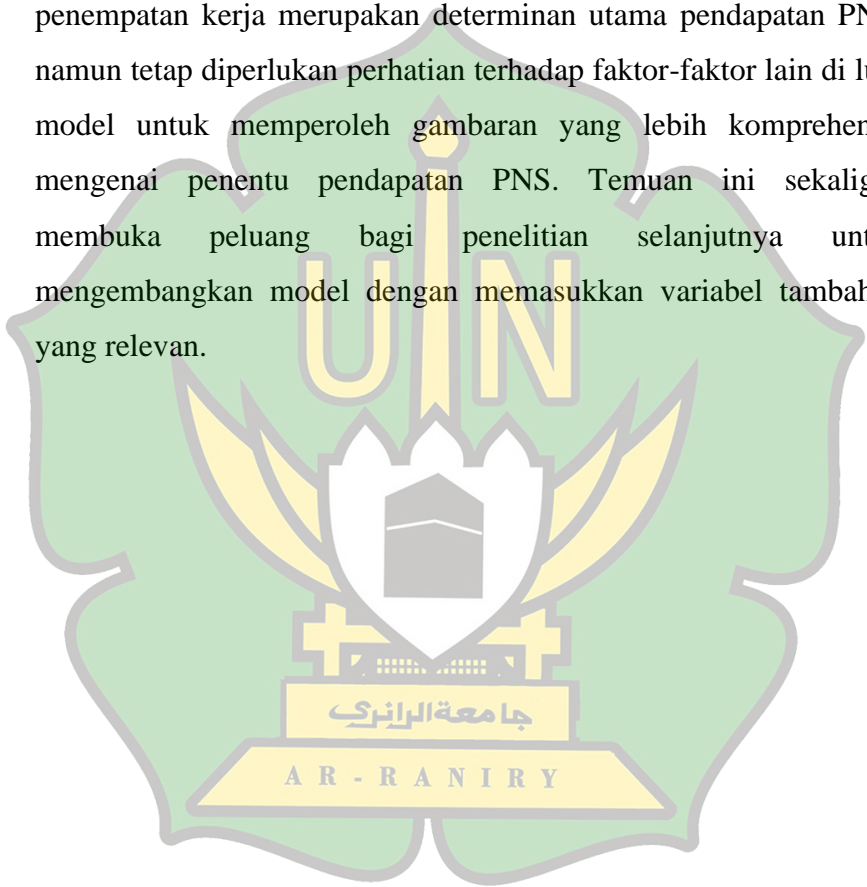 penempatan kerja merupakan determinan utama pendapatan PN
namun tetap diperlukan perhatian terhadap faktor-faktor lain di lu
model untuk memperoleh gambaran yang lebih komprehen
mengenai penentu pendapatan PNS. Temuan ini sekalig
membuka peluang bagi penelitian selanjutnya unt
mengembangkan model dengan memasukkan variabel tambah
yang relevan.
UIN
جامعة الرانري
AR-RANIRY